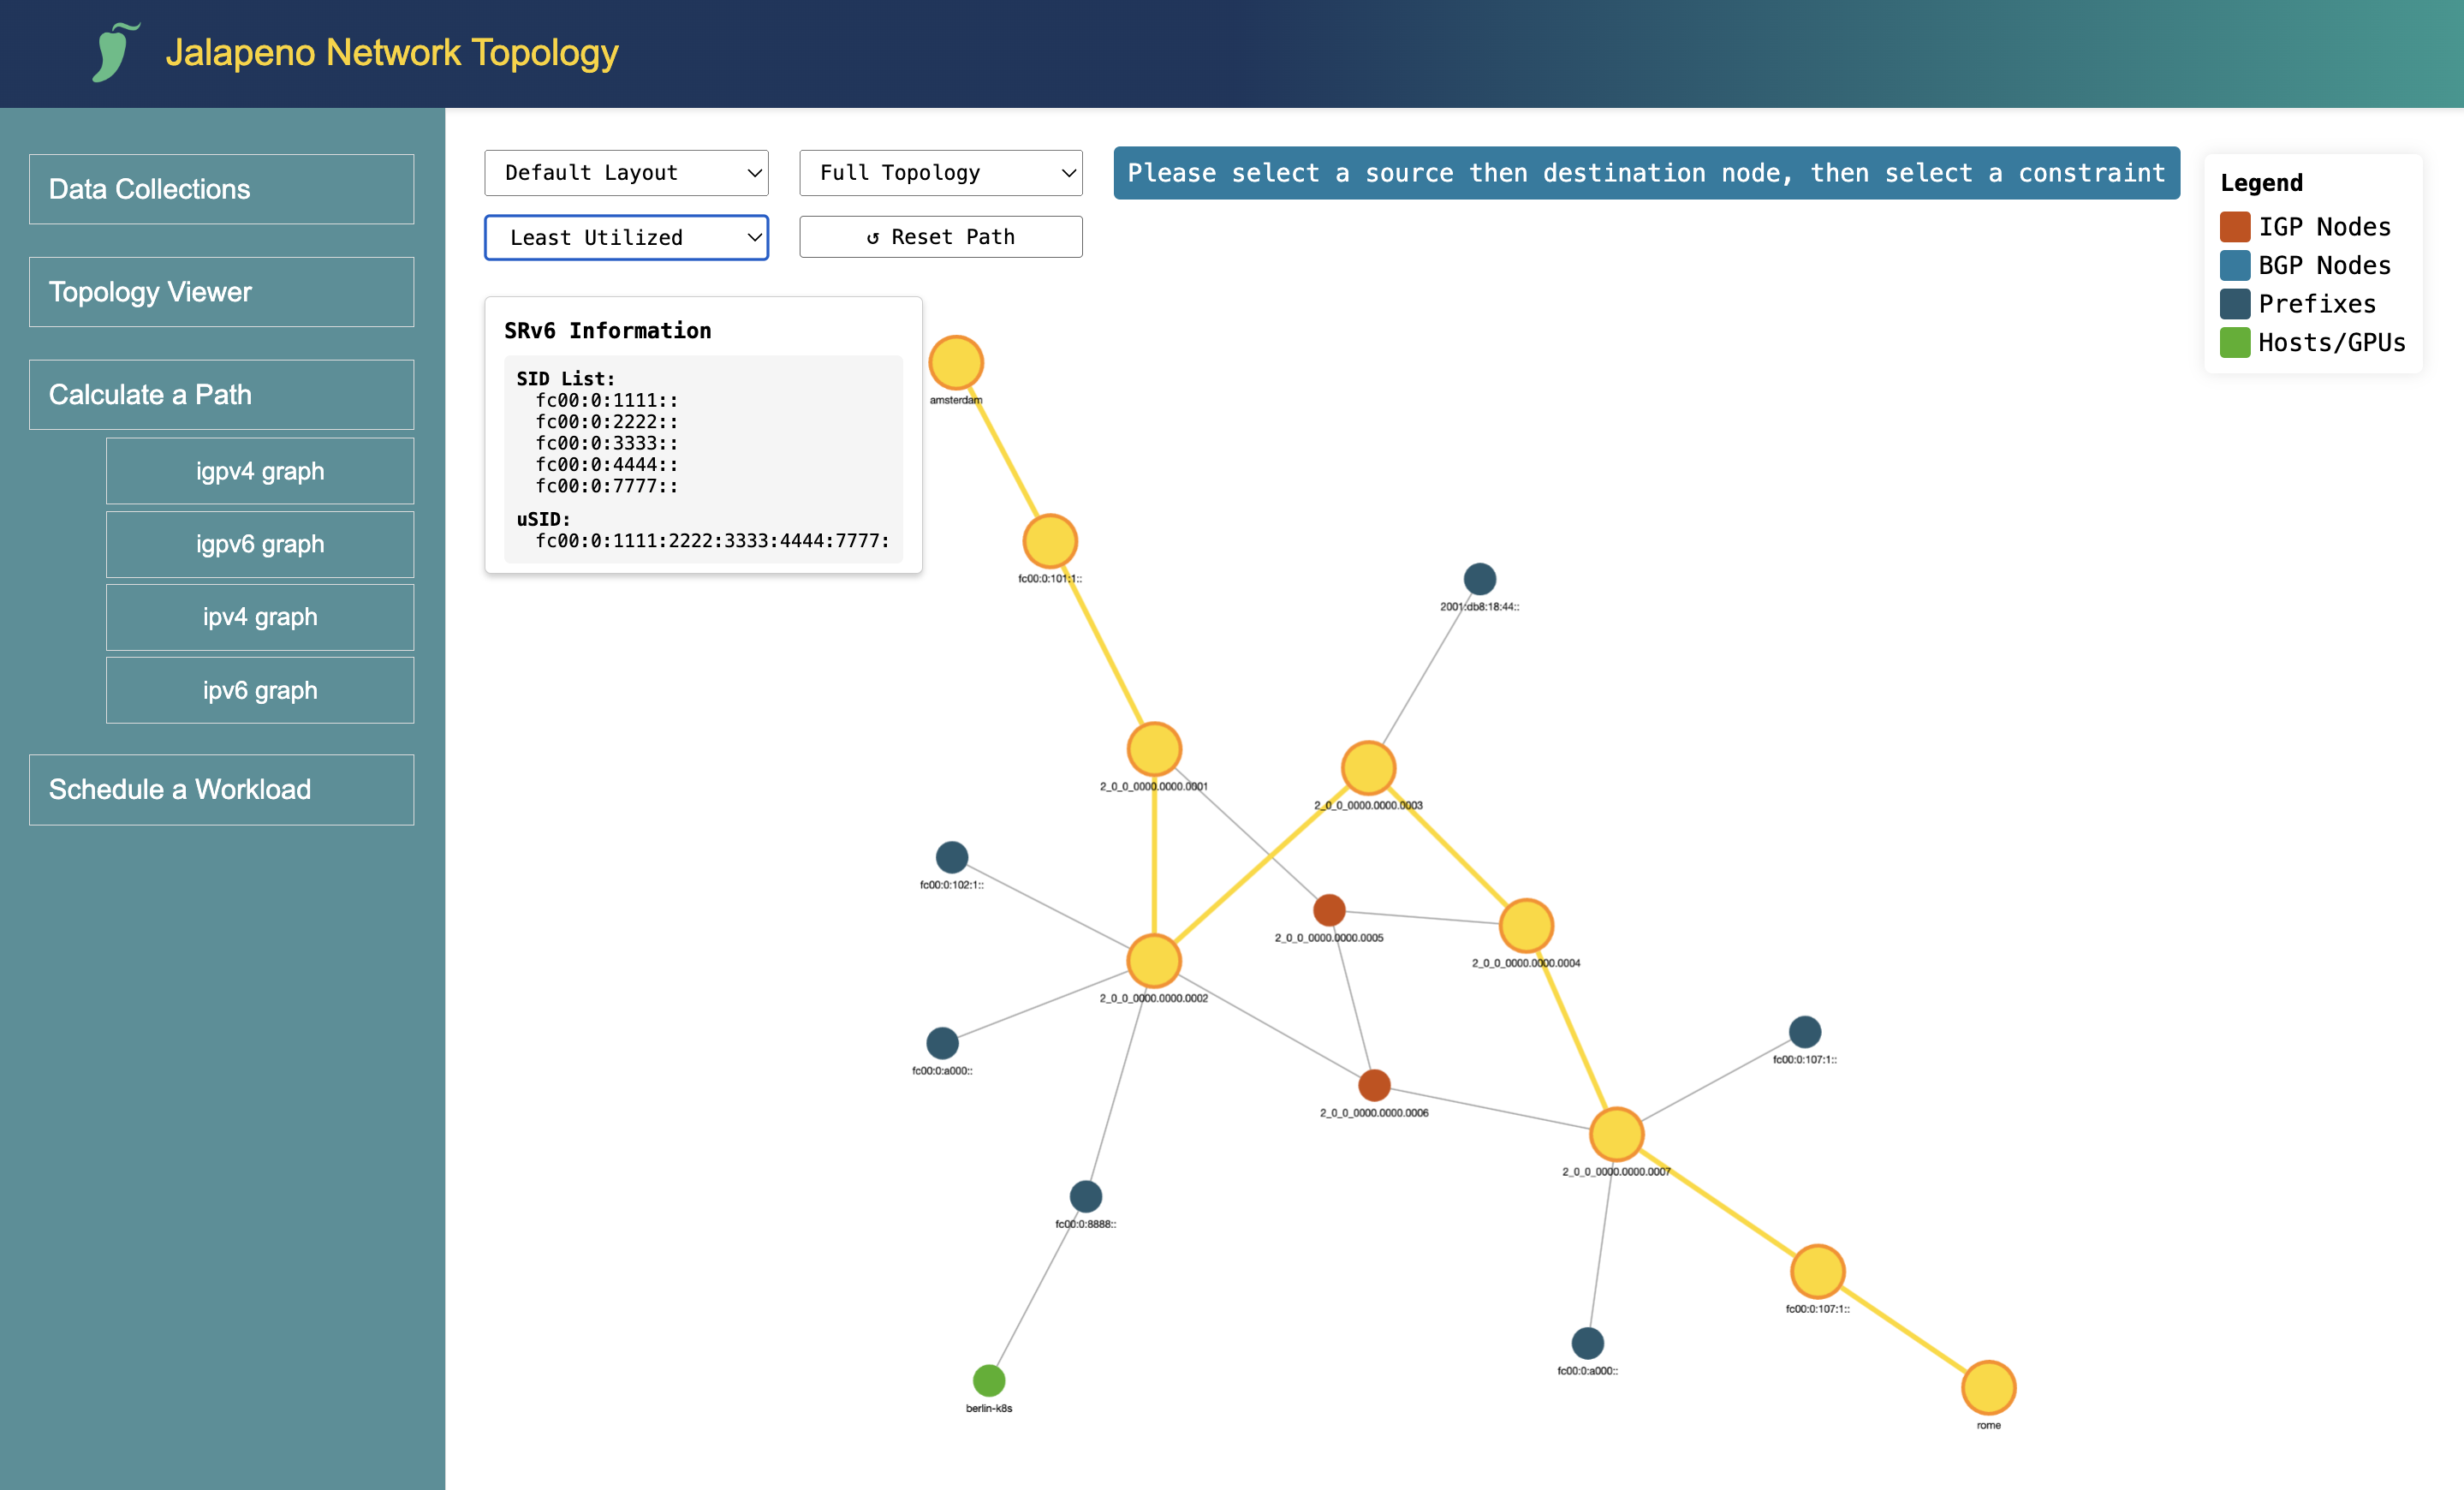 Jalapeno Network Topology
Data Collections
Topology Viewer
Calculate a Path
igpv4 graph
igpv6 graph
ipv4 graph
ipv6 graph
Schedule a Workload
Default Layout
Full Topology
Please select a source then destination node, then select a constraint
Least Utilized
↺ Reset Path
Legend
IGP Nodes
BGP Nodes
Prefixes
Hosts/GPUs
SRv6 Information
SID List:
fc00:0:1111::
fc00:0:2222::
fc00:0:3333::
fc00:0:4444::
fc00:0:7777::
uSID:
fc00:0:1111:2222:3333:4444:7777:
amsterdam
fc00:0:101:1::
2001:db8:18:44::
2_0_0_0000.0000.0001
2_0_0_0000.0000.0003
fc00:0:102:1::
2_0_0_0000.0000.0005
2_0_0_0000.0000.0004
2_0_0_0000.0000.0002
fc00:0:a000::
fc00:0:107:1::
2_0_0_0000.0000.0006
2_0_0_0000.0000.0007
fc00:0:8888::
fc00:0:107:1::
fc00:0:a000::
berlin-k8s
rome